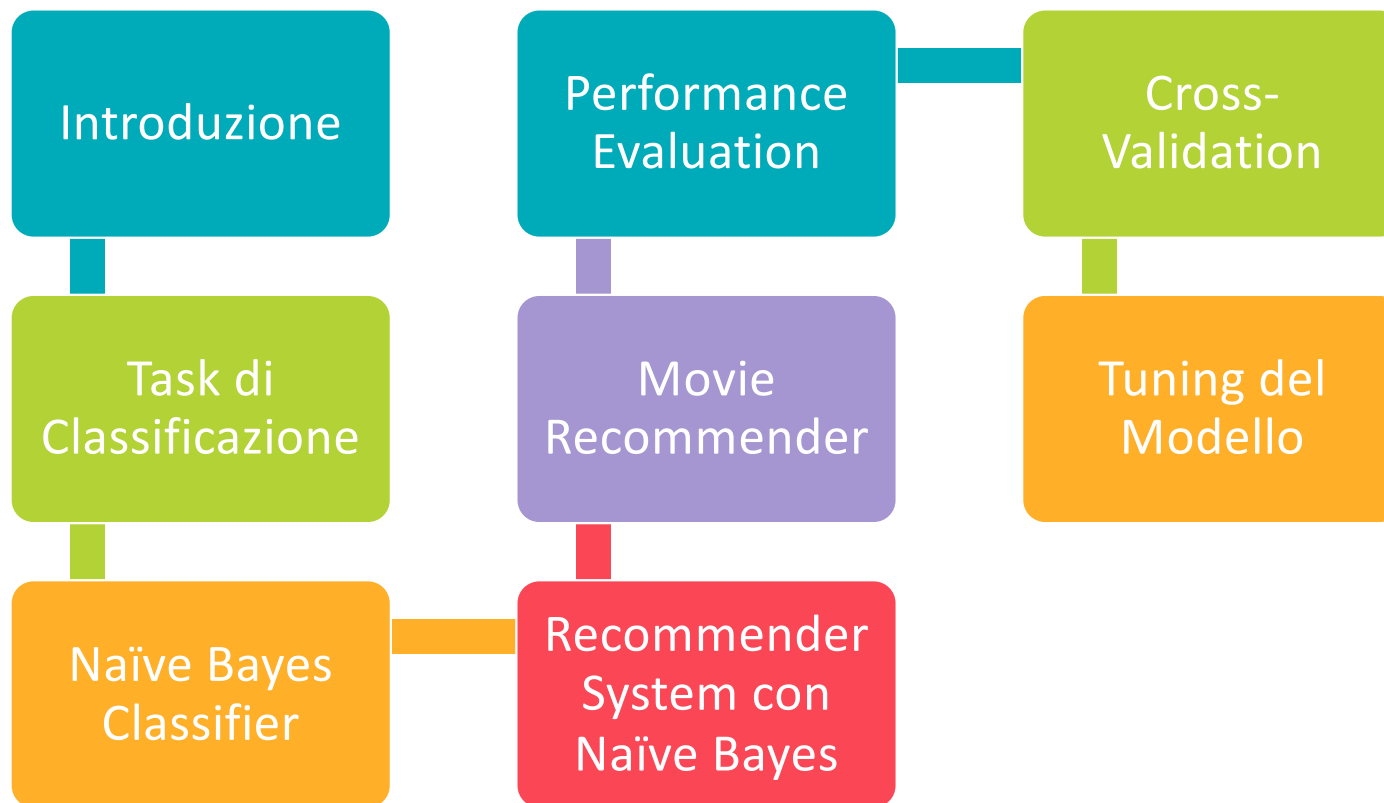 Introduzione
Task di
Classificazione
Naïve Bayes
Classifier
Recommender
System con
Naïve Bayes
Movie
Recommender
Performance
Evaluation
Cross-
Validation
Tuning del
Modello